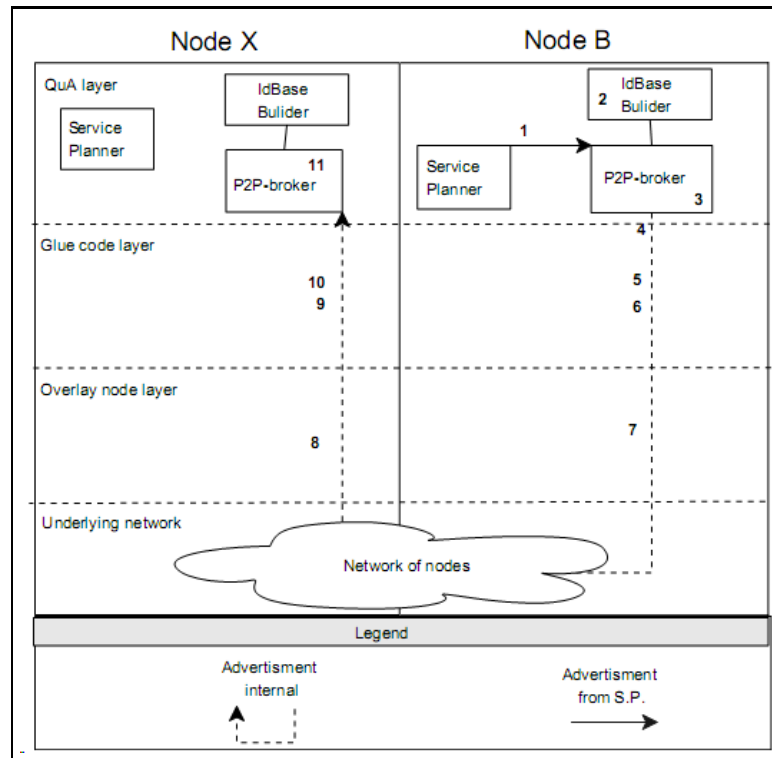 Node X
Node B
QuA layer
IdBase
Bulider
Service
Planner
11
P2P-broker
1
2
IdBase
Bulider
Service
Planner
P2P-broker
3
4
Glue code layer
10
9
5
6
Overlay node layer
8
7
Underlying network
Network of nodes
Legend
Advertisment
internal
Advertisment
from S.P.